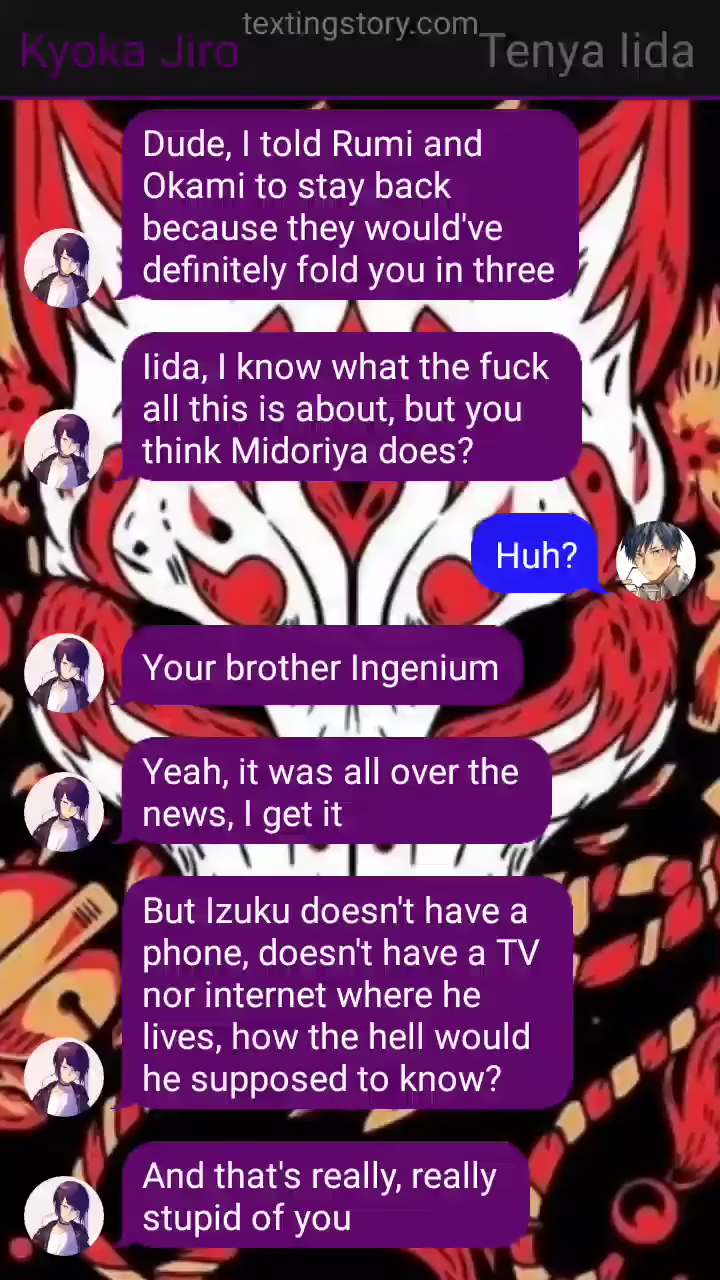 textingstory.com
Kyoka Jiro
Tenya Iida
Dude, I told Rumi and
Okami to stay back
because they would've
definitely fold you in three
Iida, I know what the fuck
all this is about, but you
think Midoriya does?
Huh?
Your brother Ingenium
Yeah, it was all over the
news, I get it
But Izuku doesn't have a
phone, doesn't have a TV
nor internet where he
lives, how the hell would
he supposed to know?
And that's really, really
stupid of you